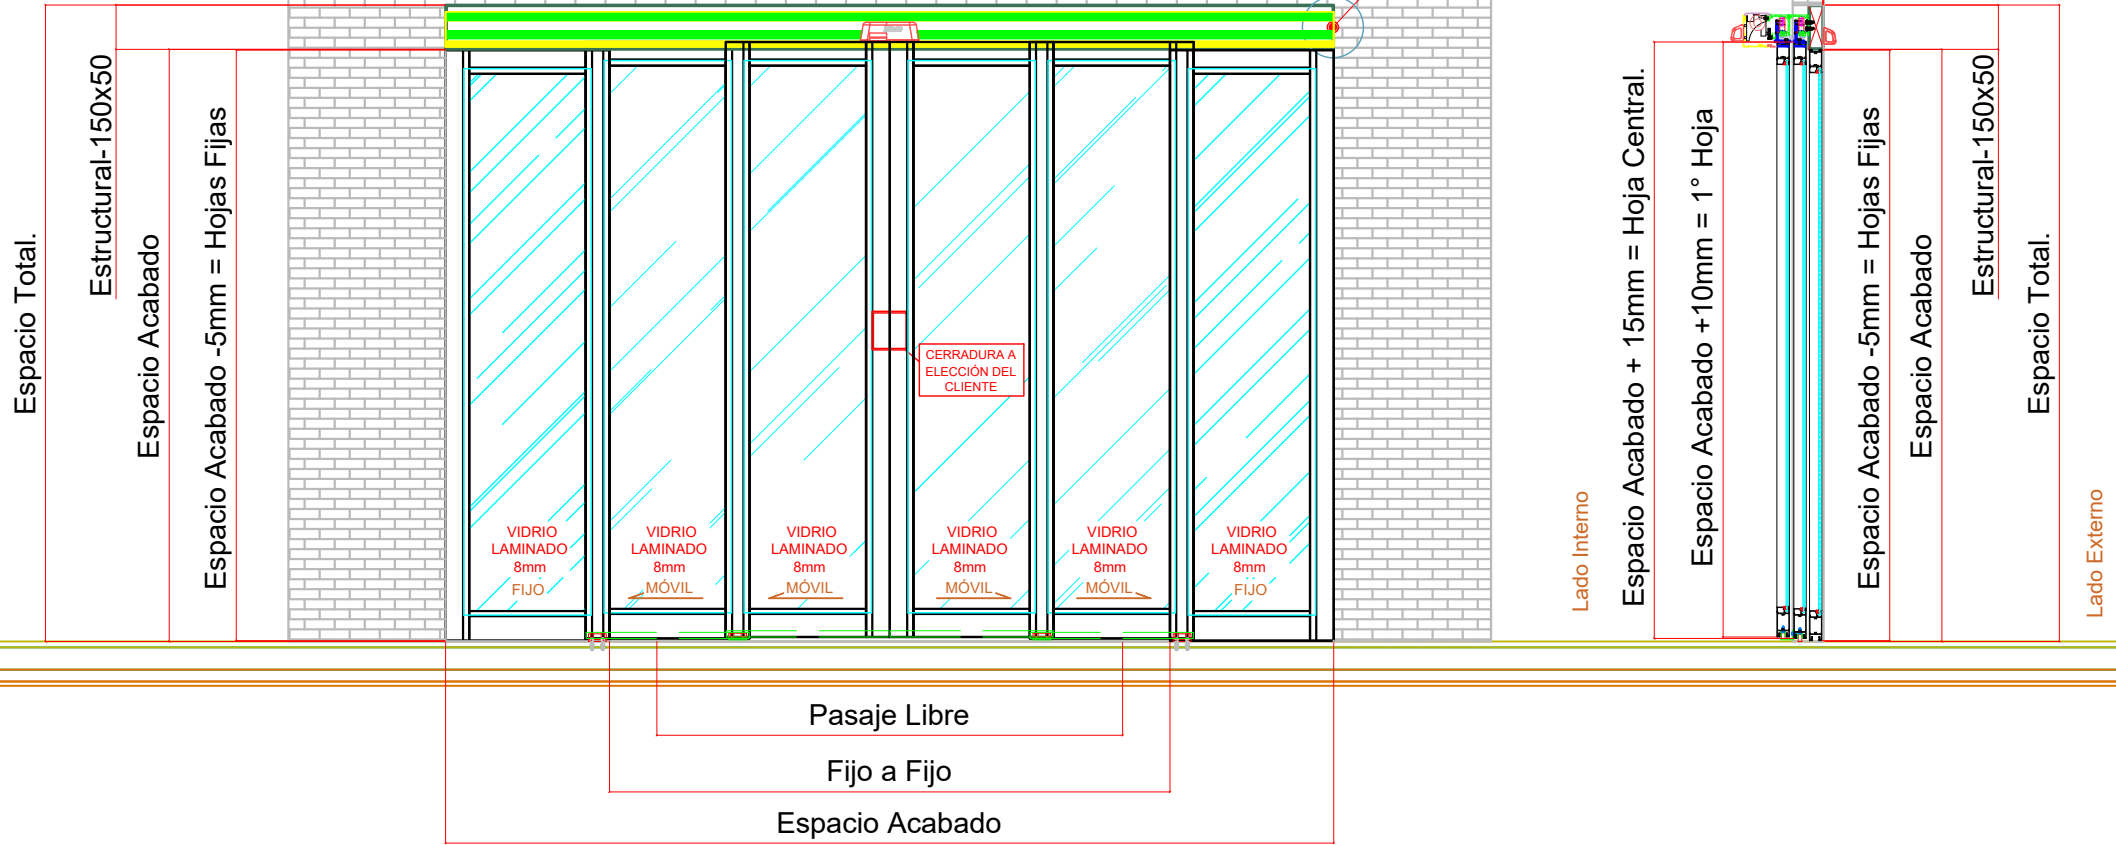 Espacio Total.
Estructural-150x50
Espacio Acabado
Espacio Acabado -5mm = Hojas Fijas
CERRADURA A
ELECCIÓN DEL
CLIENTE
VIDRIO
LAMINADO
8mm
FIJO
VIDRIO
LAMINADO
8mm
MÓVIL
VIDRIO
LAMINADO
8mm
MÓVIL
VIDRIO
LAMINADO
8mm
MÓVIL
VIDRIO
LAMINADO
8mm
MÓVIL
VIDRIO
LAMINADO
8mm
FIJO
Pasaje Libre
Fijo a Fijo
Espacio Acabado
Lado Interno
Espacio Acabado + 15mm = Hoja Central.
Espacio Acabado +10mm = 1° Hoja
Espacio Acabado -5mm = Hojas Fijas
Espacio Acabado
Estructural-150x50
Espacio Total.
Lado Externo